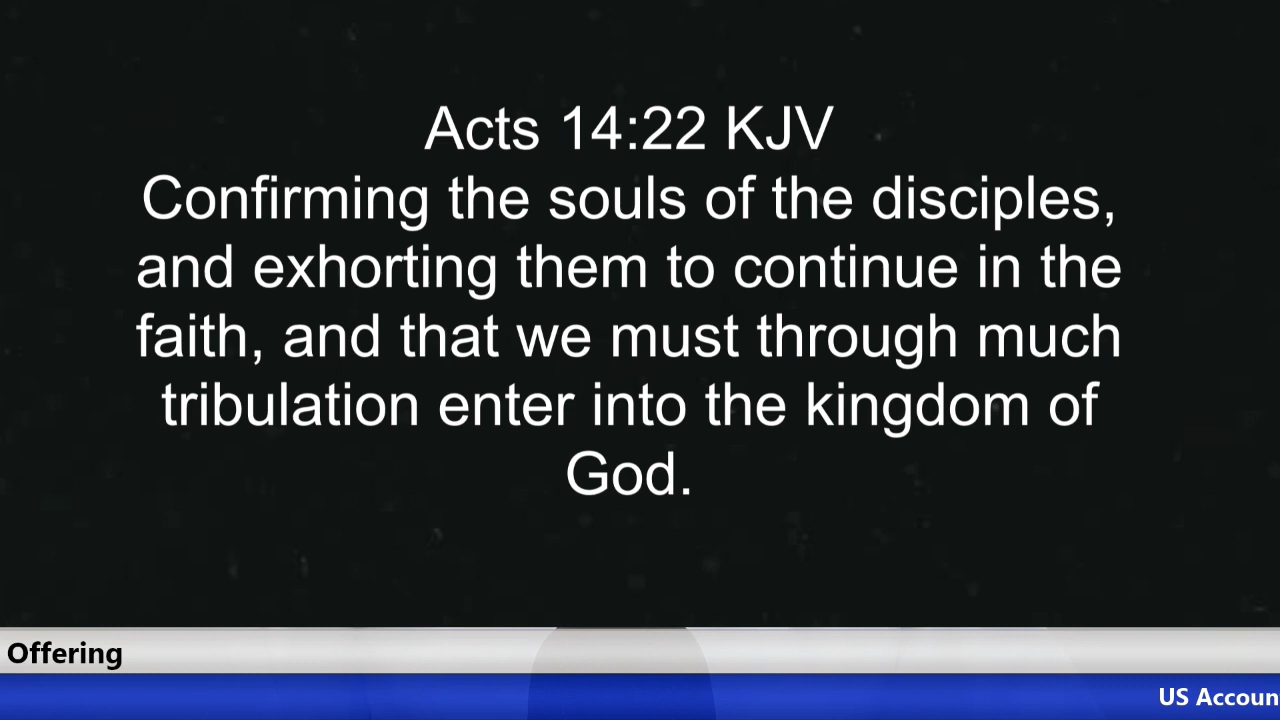 Acts 14:22 KJV
Confirming the souls of the disciples,
and exhorting them to continue in the
faith, and that we must through much
tribulation enter into the kingdom of
God.
Offering
US Accoun